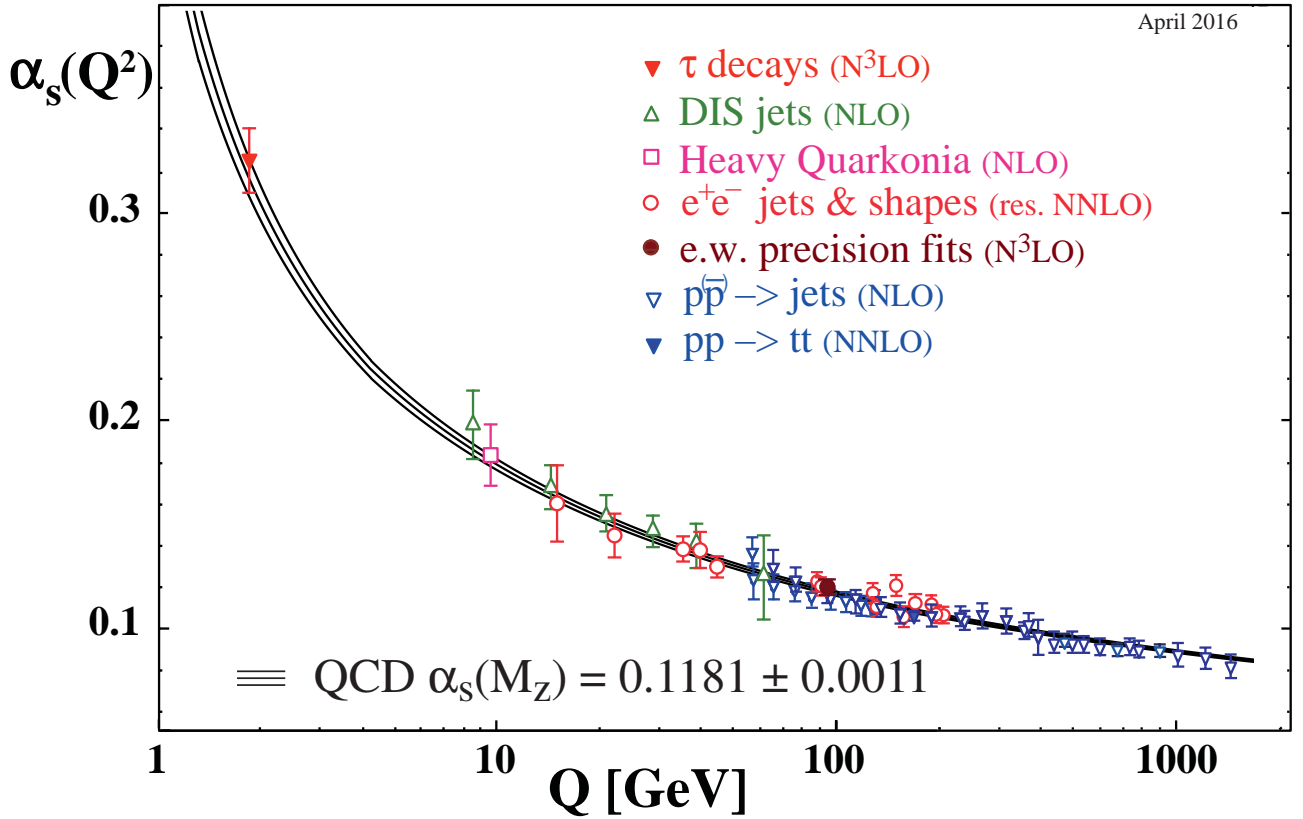 April 2016
αs(Q²)
τ decays (N³LO)
DIS jets (NLO)
Heavy Quarkonia (NLO)
e⁺e⁻ jets & shapes (res. NNLO)
e.w. precision fits (N³LO)
p(p̄) –> jets (NLO)
pp –> tt (NNLO)
0.3
0.2
0.1
QCD αs(Mz) = 0.1181 ± 0.0011
1 10 100 1000
Q [GeV]